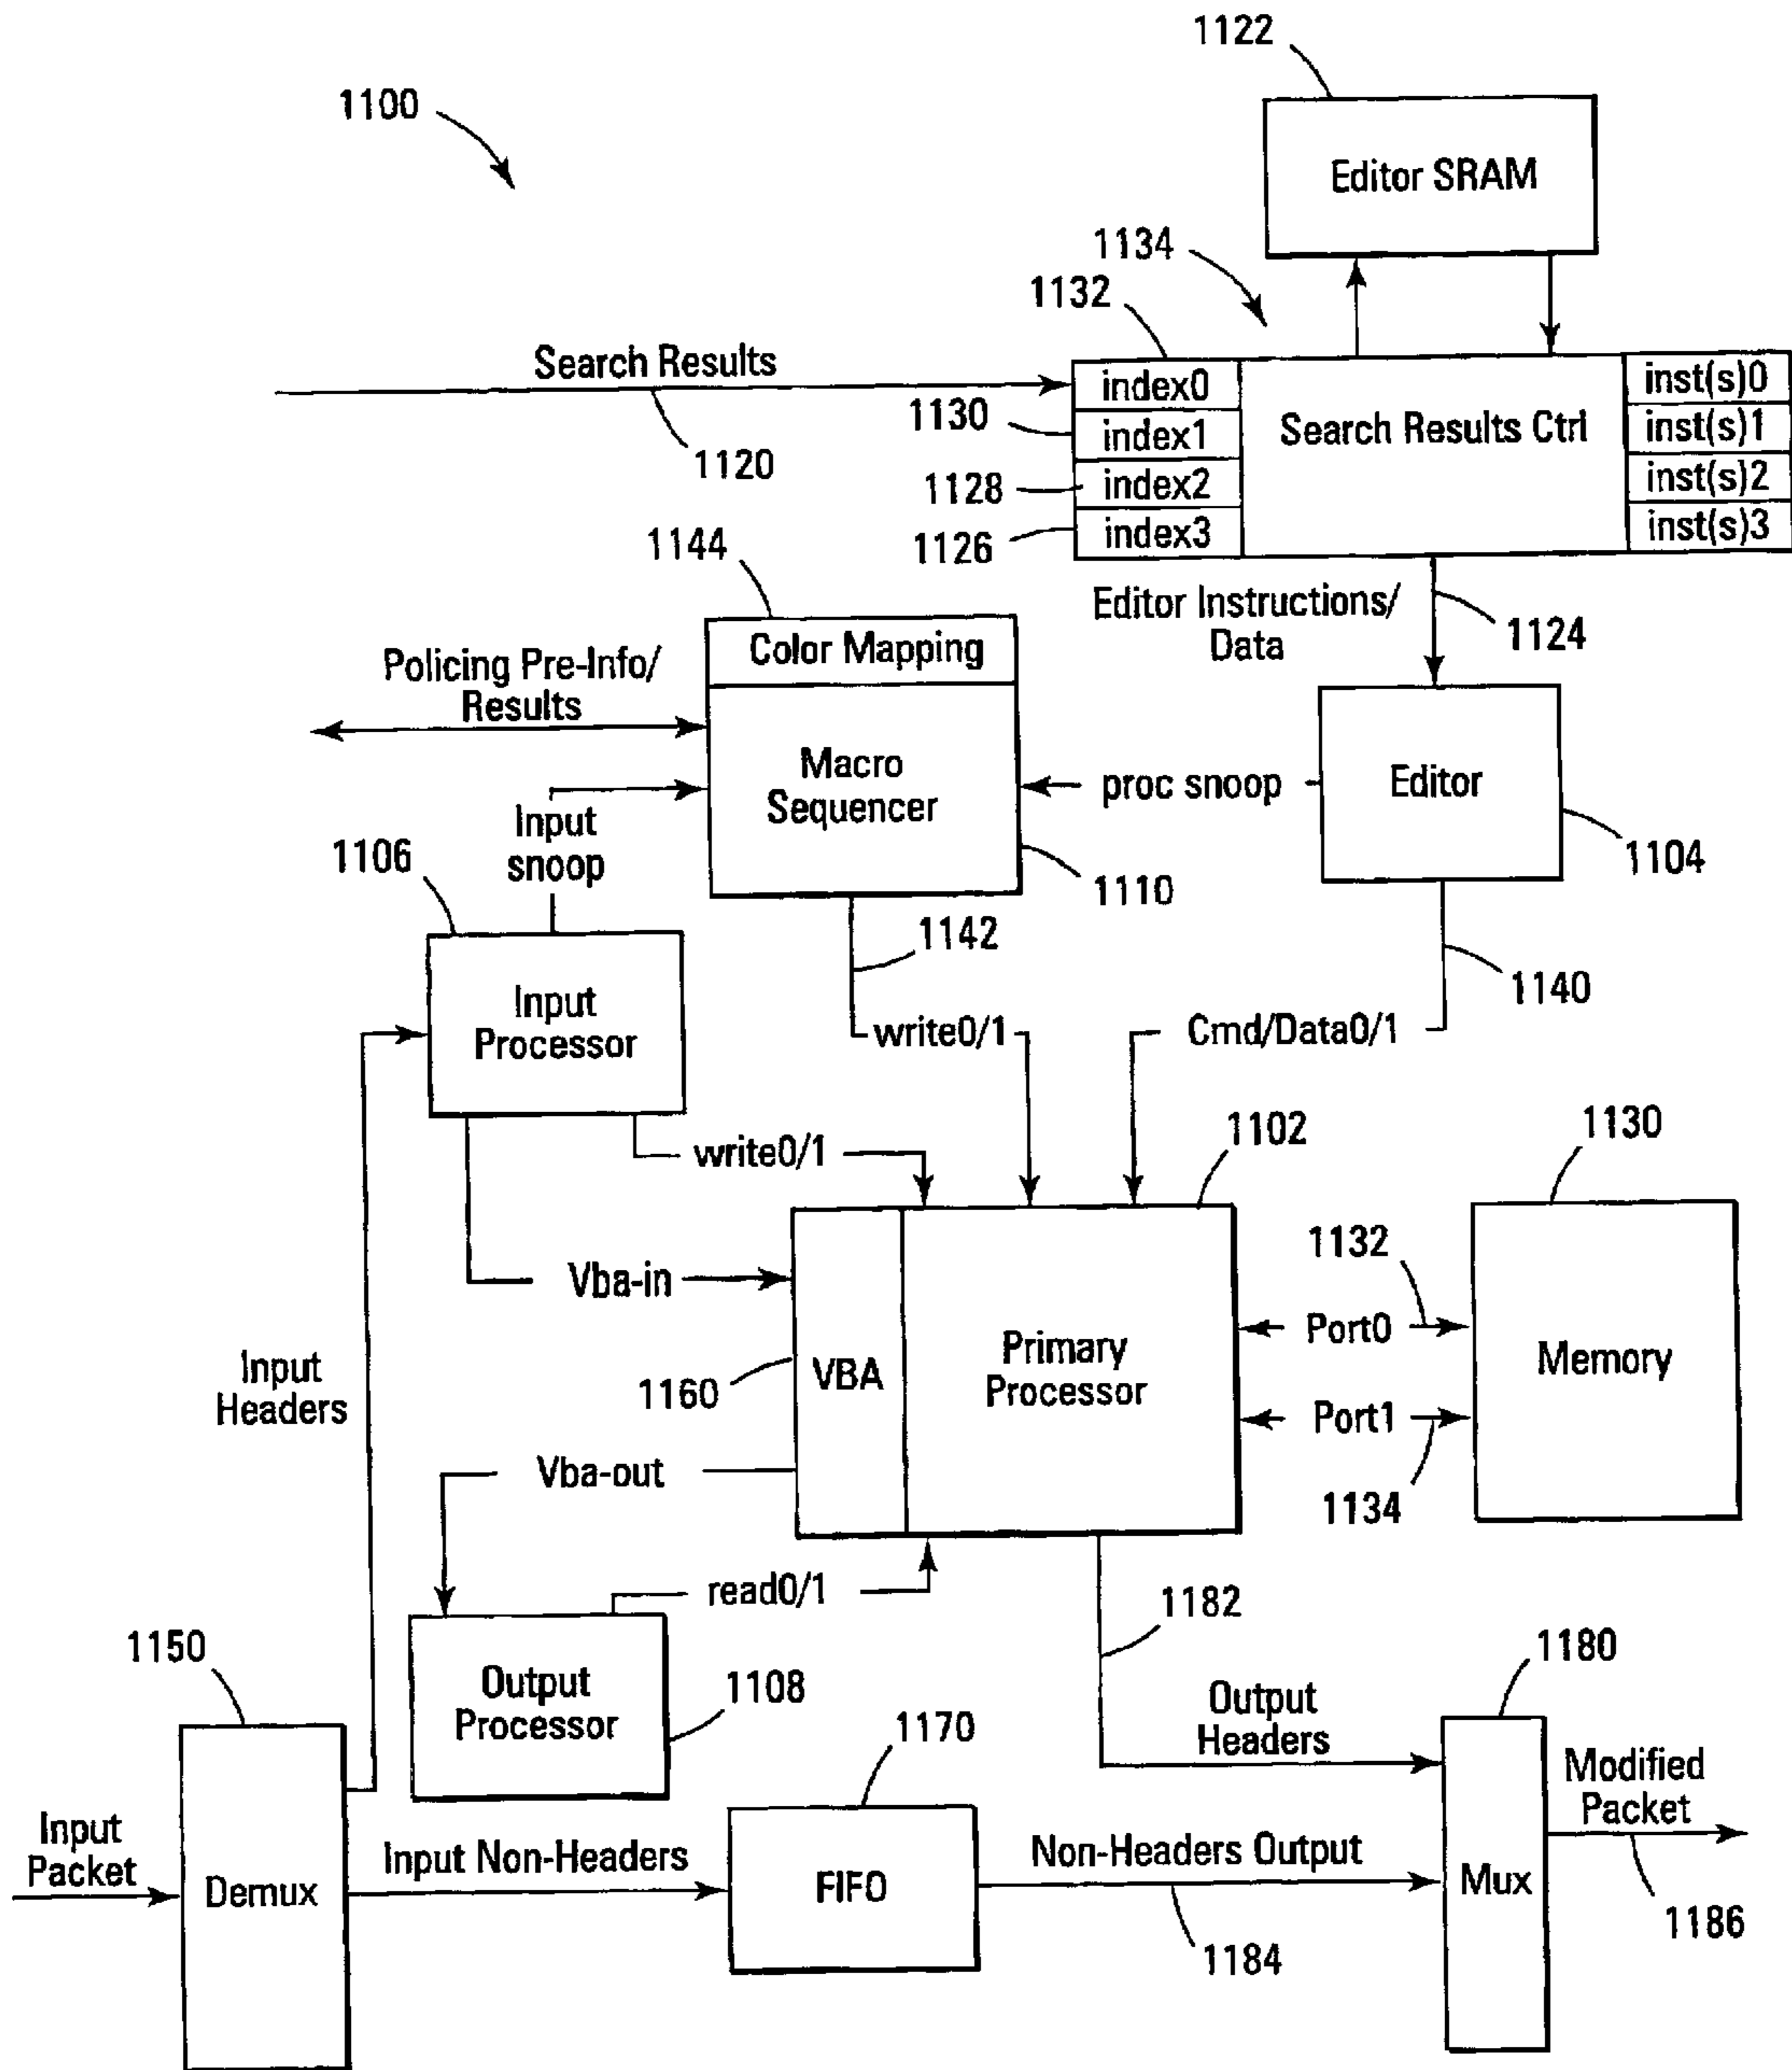 1122
1100
Editor SRAM
1134
1132
Search Results
index0
inst(s)0
1130
index1
Search Results Ctrl
inst(s)1
1120
1128
index2
inst(s)2
1126
index3
inst(s)3
1144
Editor Instructions/
Data
1124
Color Mapping
Policing Pre-Info/
Results
Macro
Sequencer
proc snoop
Editor
Input
snoop
1106
1104
1110
1142
1140
Input
Processor
write0/1
Cmd/Data0/1
write0/1
1102
1130
1132
Vba-in
Port0
Primary
Processor
VBA
Memory
1160
Input
Headers
Port1
Vba-out
1134
read0/1
1182
1150
1180
Output
Processor
1108
Output
Headers
1170
Modified
Packet
Input
Packet
Input Non-Headers
Non-Headers Output
Demux
FIFO
Mux
1184
1186